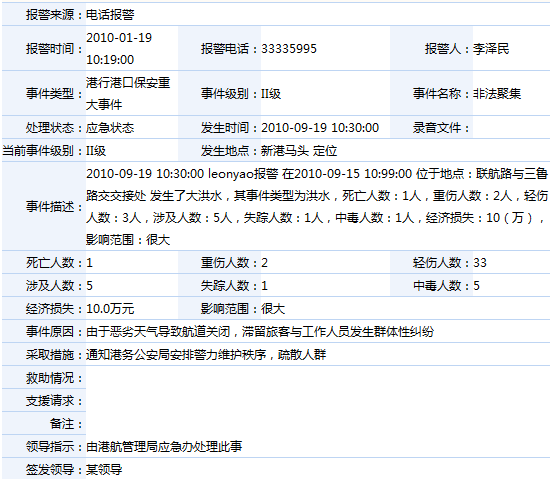 报警来源：电话报警
报警时间：2010-01-19 10:19:00 报警电话：33335995 报警人：李泽民
事件类型：港行港口保安重大事件 事件级别：II级 事件名称：非法聚集
处理状态：应急状态 发生时间：2010-09-19 10:30:00 录音文件：
当前事件级别：II级 发生地点：新港马头 定位
事件描述：2010-09-19 10:30:00 leonyao报警 在2010-09-15 10:99:00 位于地点：联航路与三鲁
路交交接处 发生了大洪水，其事件类型为洪水，死亡人数：1人，重伤人数：2人，轻伤
人数：3人，涉及人数：5人，失踪人数：1人，中毒人数：1人，经济损失：10（万），
影响范围：很大
死亡人数：1 重伤人数：2 轻伤人数：33
涉及人数：5 失踪人数：1 中毒人数：5
经济损失：10.0万元 影响范围：很大
事件原因：由于恶劣天气导致航道关闭，滞留旅客与工作人员发生群体性纠纷
采取措施：通知港务公安局安排警力维护秩序，疏散人群
救助情况：
支援请求：
备注：
领导指示：由港航管理局应急办处理此事
签发领导：某领导